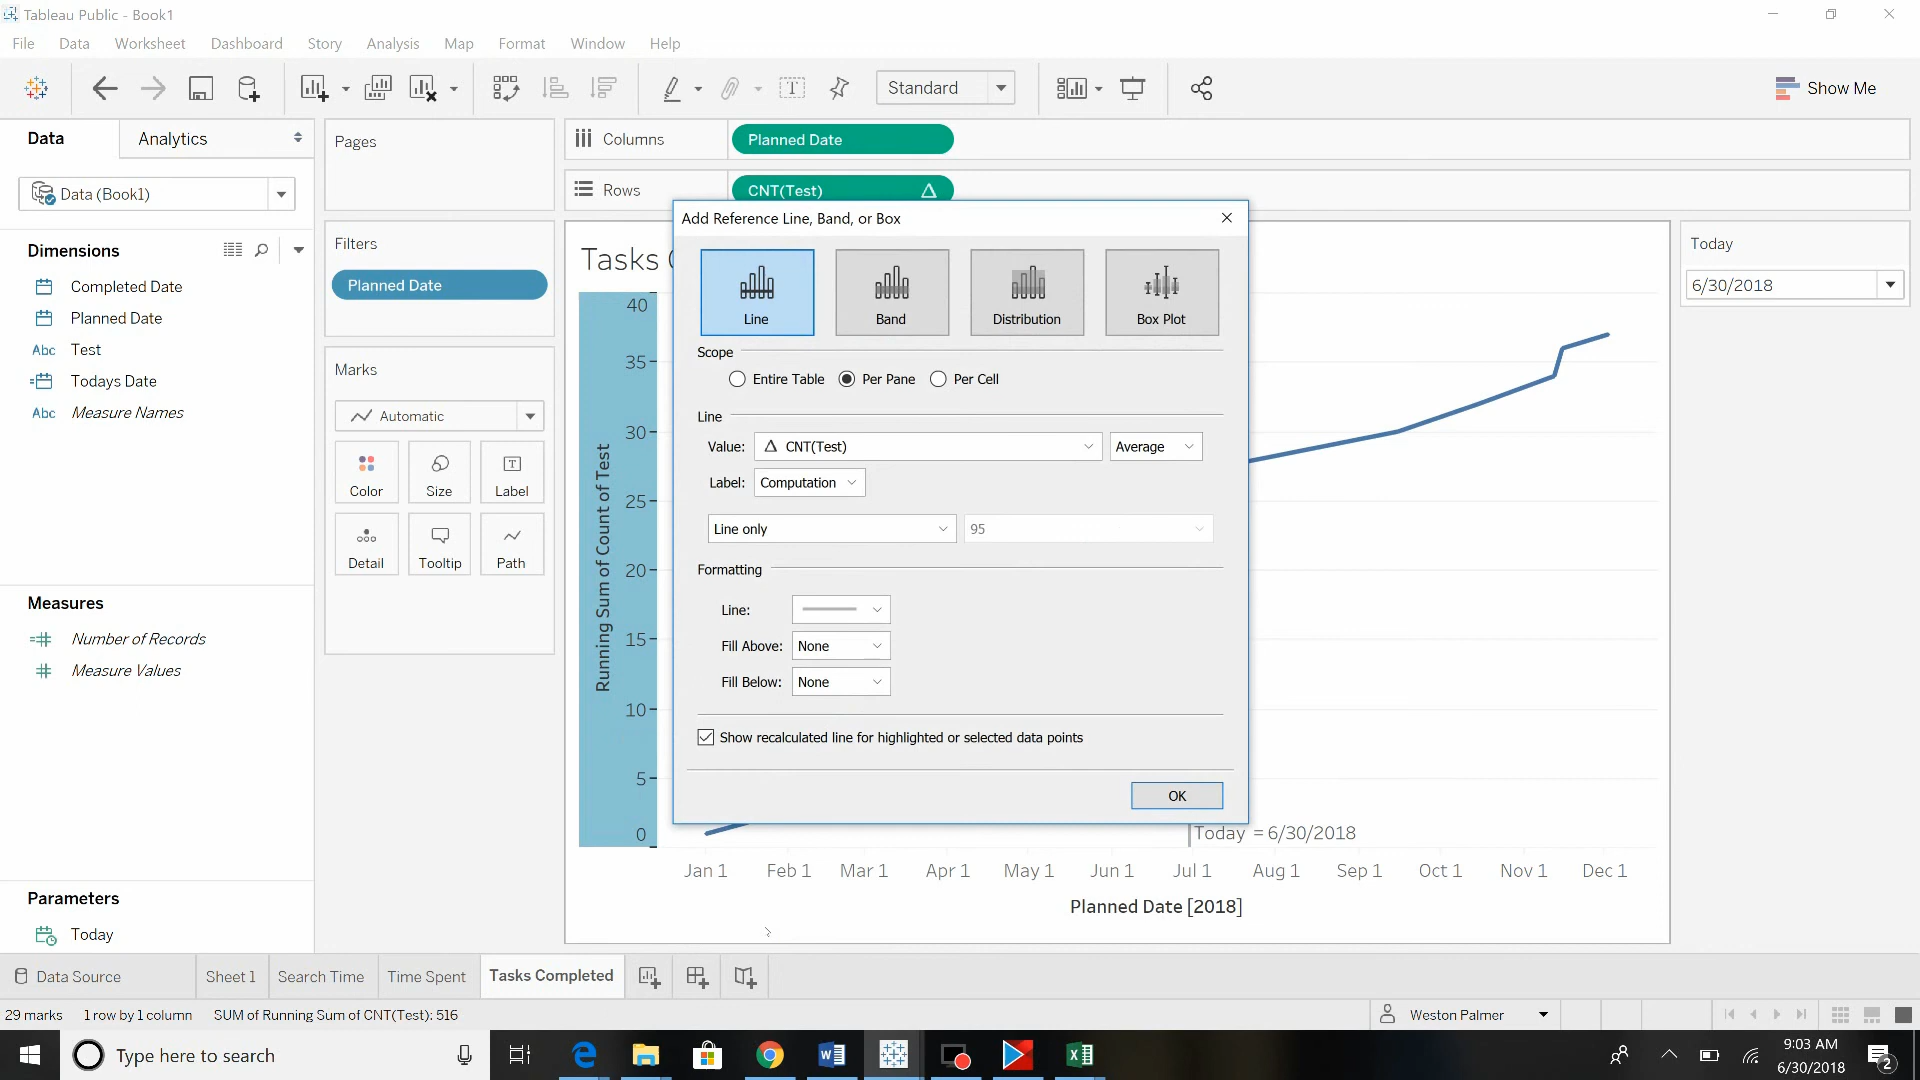 Tableau Public - Book1
File Data Worksheet Dashboard Story Analysis Map Format Window Help
Standard
Show Me
Data
Analytics
Data (Book1)
Dimensions
Completed Date
Planned Date
Abc Test
Todays Date
Abc Measure Names
Measures
Number of Records
Measure Values
Parameters
Today
Pages
Filters
Planned Date
Marks
Automatic
Color Size Label
Detail Tooltip Path
Columns
Planned Date
Rows
CNT(Test)
Tasks
Running Sum of Count of Test
40
35
30
25
20
15
10
5
0
Today = 6/30/2018
Jan 1 Feb 1 Mar 1 Apr 1 May 1 Jun 1 Jul 1 Aug 1 Sep 1 Oct 1 Nov 1 Dec 1
Planned Date [2018]
Add Reference Line, Band, or Box
Line Band Distribution Box Plot
Scope
Entire Table Per Pane Per Cell
Line
Value: CNT(Test) Average
Label: Computation
Line only 95
Formatting
Line:
Fill Above: None
Fill Below: None
Show recalculated line for highlighted or selected data points
OK
Today
6/30/2018
Data Source Sheet 1 Search Time Time Spent Tasks Completed
29 marks 1 row by 1 column SUM of Running Sum of CNT(Test): 516
Weston Palmer
Type here to search
9:03 AM
6/30/2018
2